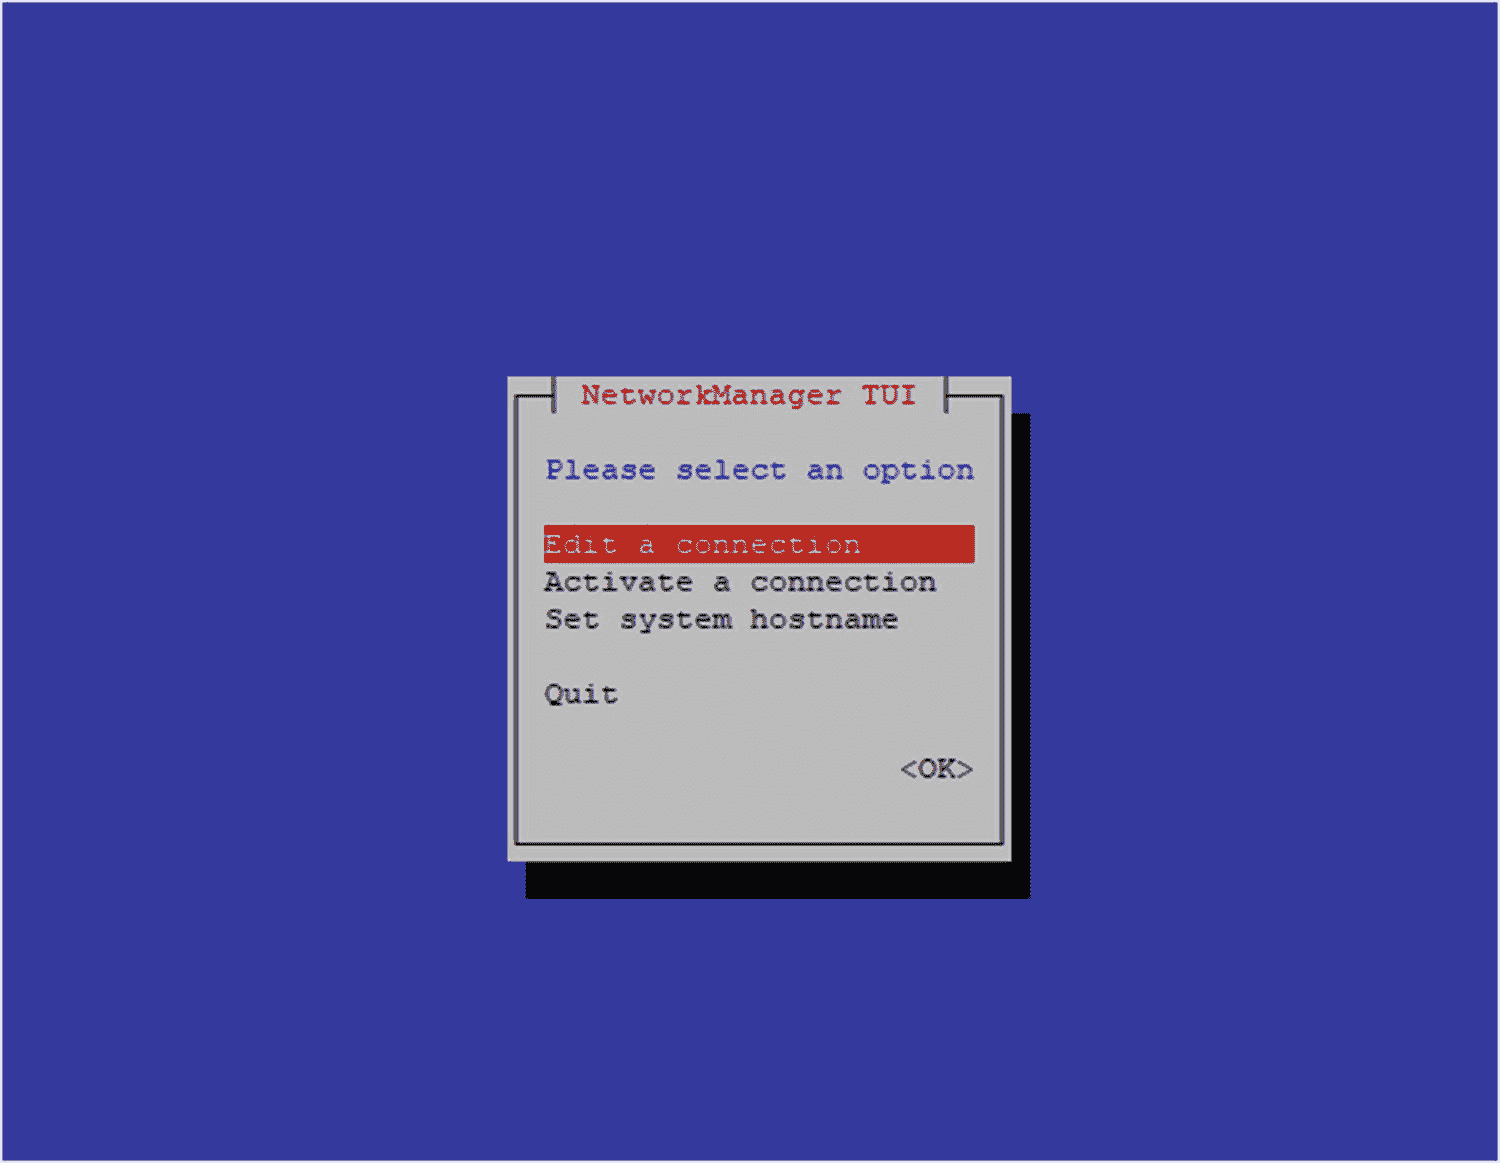 NetworkManager TUI
Please select an option
Edit a connection
Activate a connection
Set system hostname
Quit
<OK>